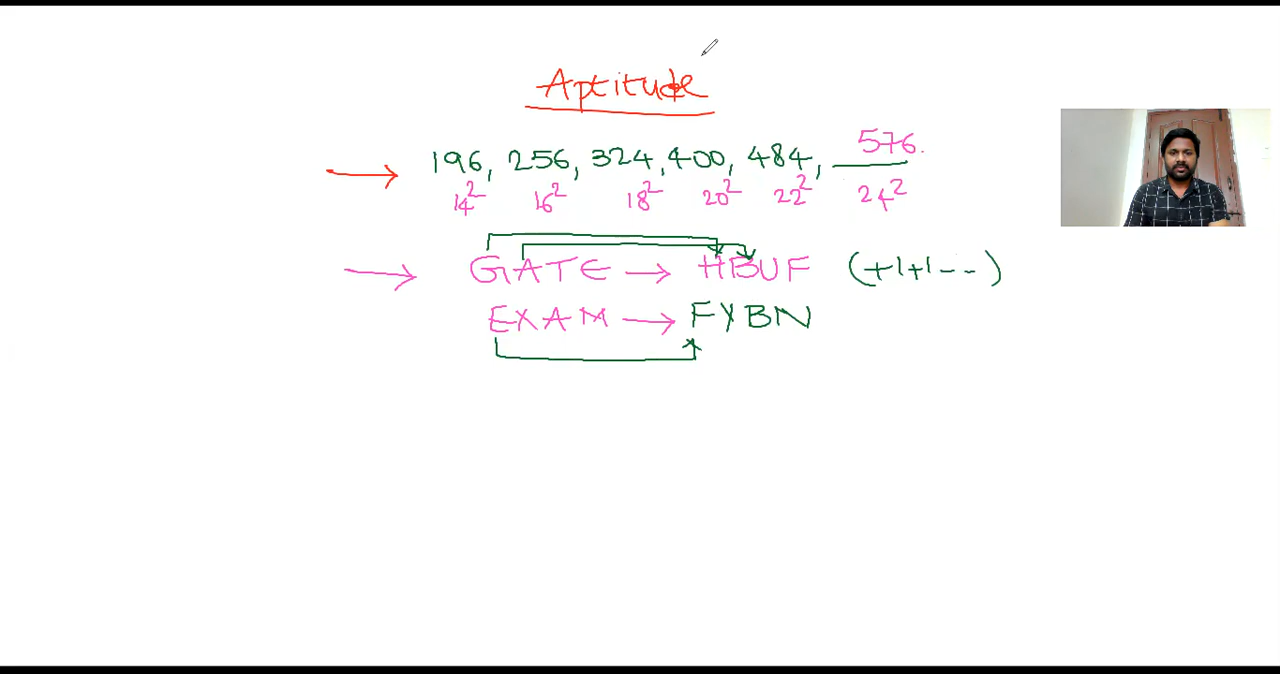 Aptitude
196, 256, 324, 400, 484, 576.
14² 16² 18² 20² 22² 24²
GATE → HBUF (+1+1----)
EXAM → FYBN